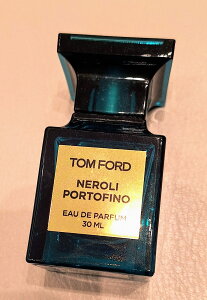 TOM FORD
NEROLI
PORTOFINO
EAU DE PARFUM
30 ML